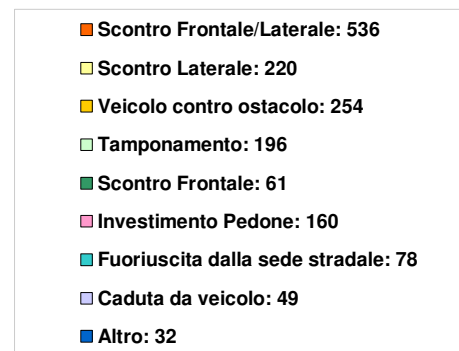 Scontro Frontale/Laterale: 536
Scontro Laterale: 220
Veicolo contro ostacolo: 254
Tamponamento: 196
Scontro Frontale: 61
Investimento Pedone: 160
Fuoriuscita dalla sede stradale: 78
Caduta da veicolo: 49
Altro: 32